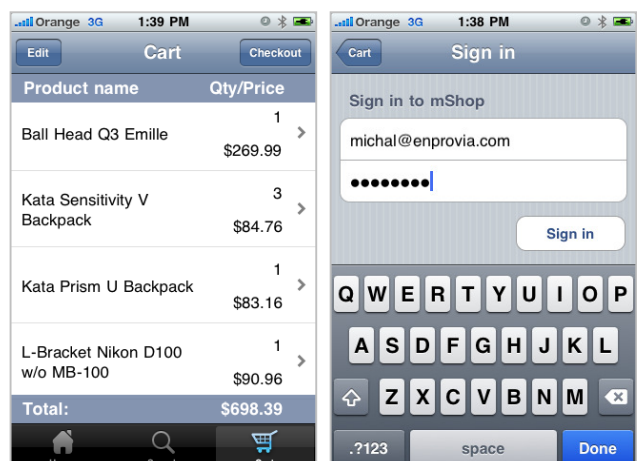 Orange 3G 1:39 PM
Edit Cart Checkout
Product name Qty/Price
Ball Head Q3 Emille
1
$269.99
Kata Sensitivity V
Backpack
3
$84.76
Kata Prism U Backpack
1
$83.16
L-Bracket Nikon D100
w/o MB-100
1
$90.96
Total: $698.39
Orange 3G 1:38 PM
Cart Sign in
Sign in to mShop
michal@enprovia.com
Sign in
Q W E R T Y U I O P
A S D F G H J K L
Z X C V B N M
.?123 space Done